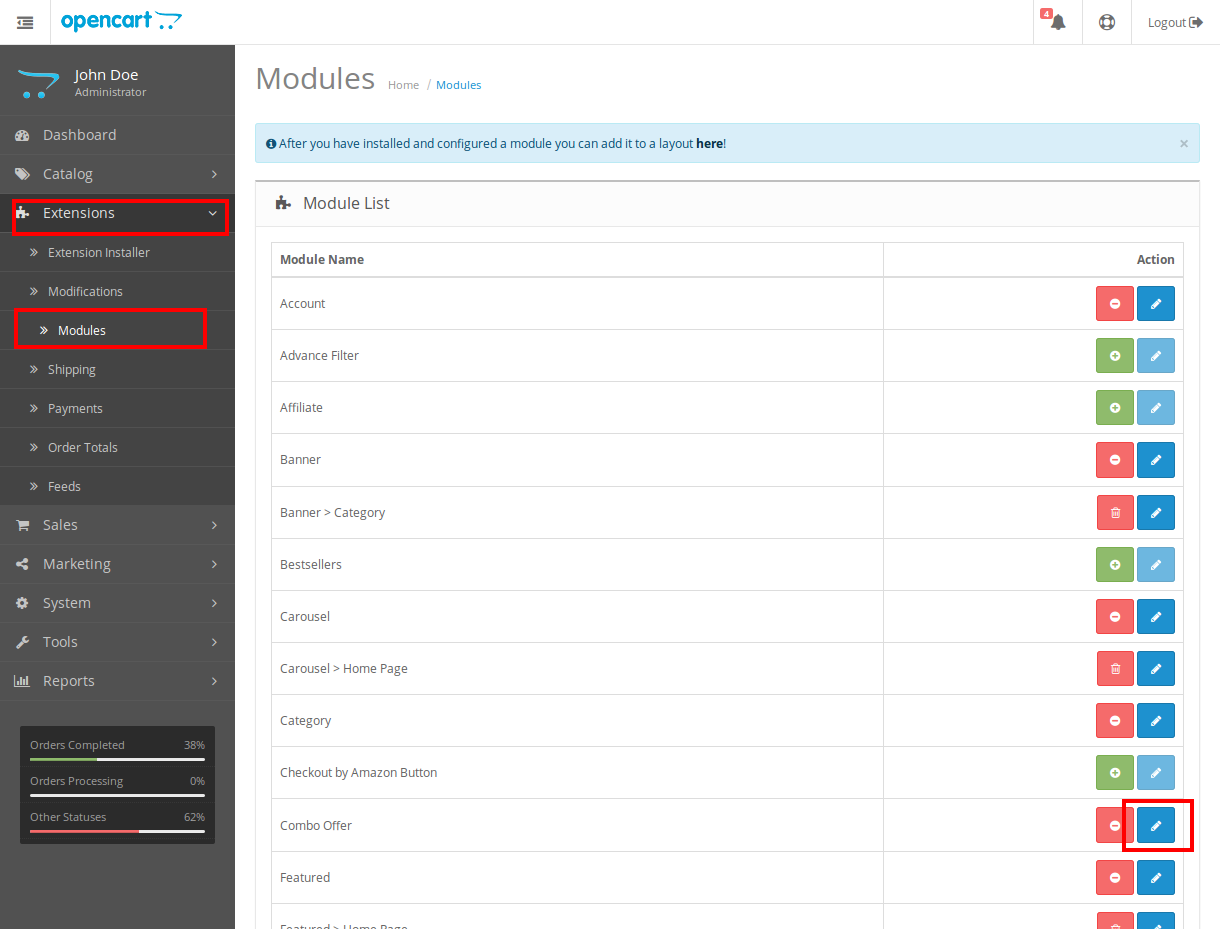 opencart
4
Logout
John Doe
Administrator
Dashboard
Catalog
Extensions
Extension Installer
Modifications
Modules
Shipping
Payments
Order Totals
Feeds
Sales
Marketing
System
Tools
Reports
Orders Completed 38%
Orders Processing 0%
Other Statuses 62%
Modules Home / Modules
After you have installed and configured a module you can add it to a layout here! ×
Module List
Module Name Action
Account
Advance Filter
Affiliate
Banner
Banner > Category
Bestsellers
Carousel
Carousel > Home Page
Category
Checkout by Amazon Button
Combo Offer
Featured
Featured > Home Page